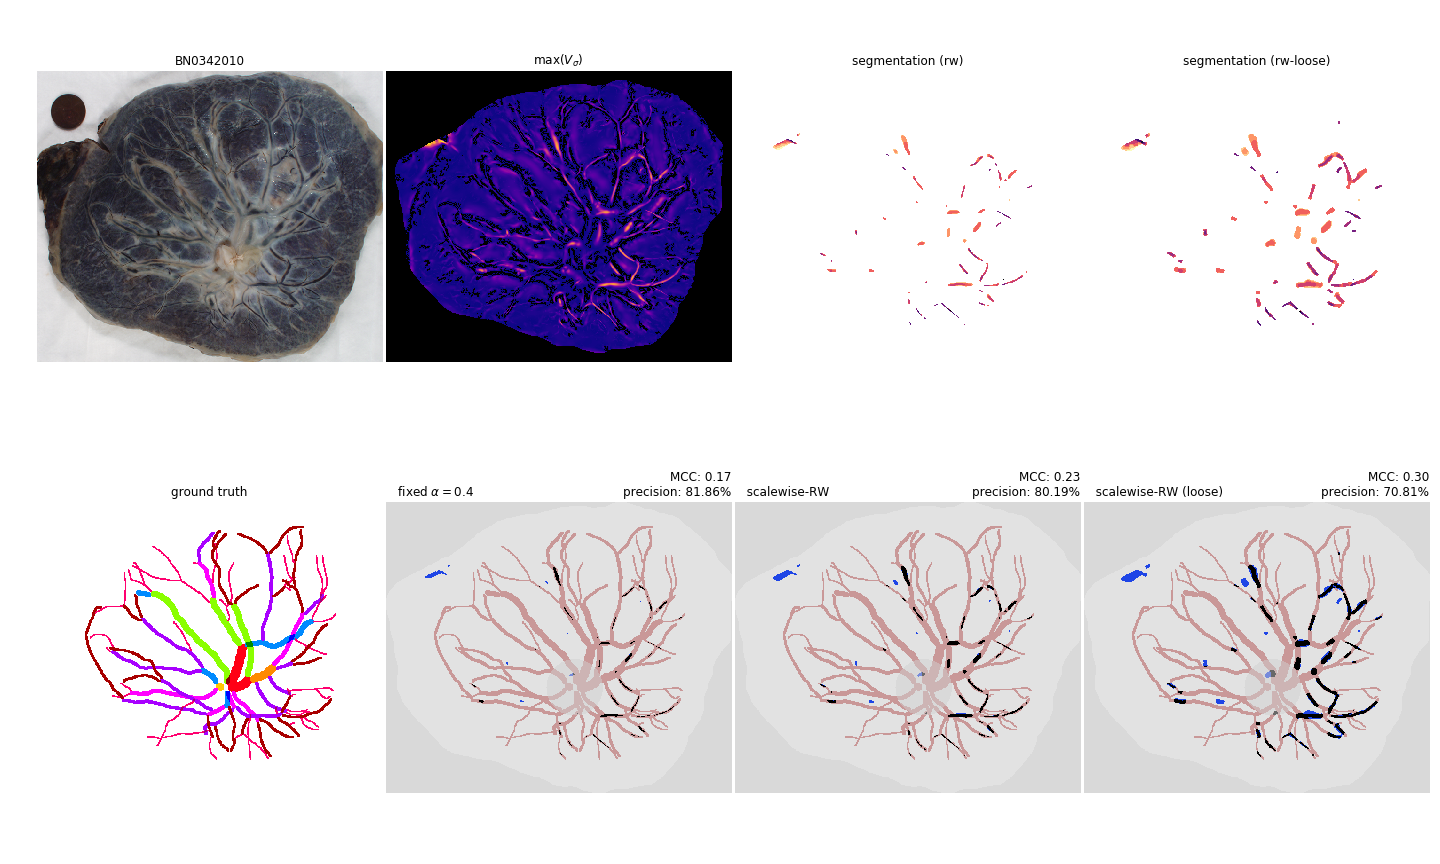 BN0342010
max(V_σ)
segmentation (rw)
segmentation (rw-loose)
ground truth
fixed α = 0.4
MCC: 0.17
precision: 81.86%
scalewise-RW
MCC: 0.23
precision: 80.19%
scalewise-RW (loose)
MCC: 0.30
precision: 70.81%